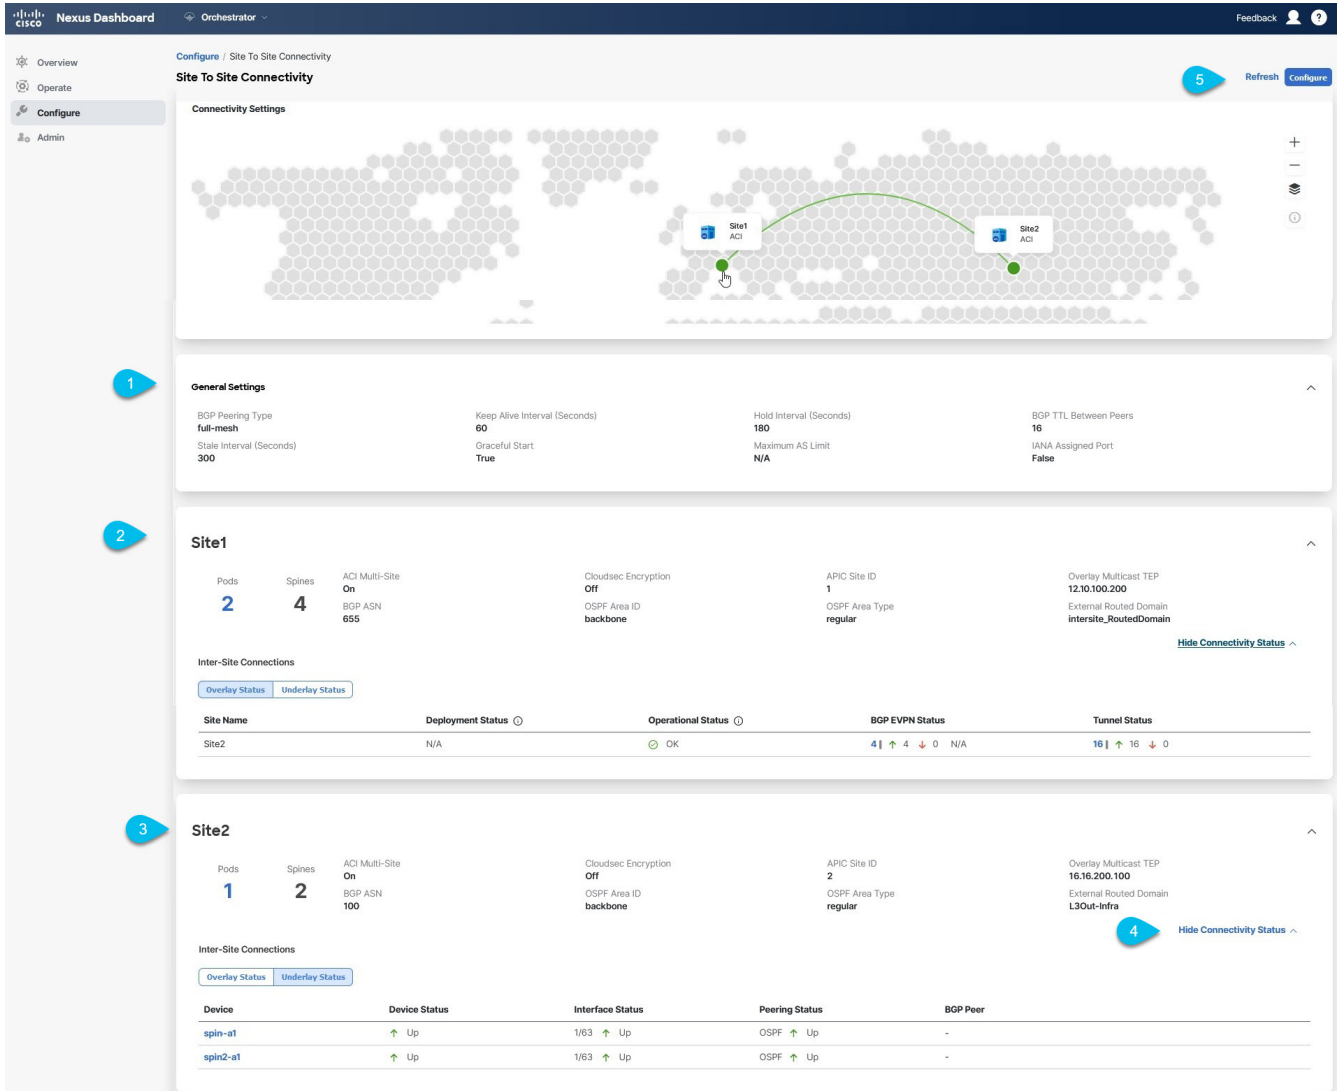 cisco Nexus Dashboard Orchestrator Feedback
Overview
Operate
Configure
Admin
Configure / Site To Site Connectivity
Site To Site Connectivity
5 Refresh Configure
Connectivity Settings
Site1
ACI
Site2
ACI
1
General Settings
BGP Peering Type Keep Alive Interval (Seconds) Hold Interval (Seconds) BGP TTL Between Peers
full-mesh 60 180 16
Stale Interval (Seconds) Graceful Start Maximum AS Limit IANA Assigned Port
300 True N/A False
2
Site1
Pods Spines ACI Multi-Site Cloudsec Encryption APIC Site ID Overlay Multicast TEP
2 4 On Off 1 12.10.100.200
BGP ASN OSPF Area ID OSPF Area Type External Routed Domain
655 backbone regular intersite_RoutedDomain
Hide Connectivity Status
Inter-Site Connections
Overlay Status Underlay Status
Site Name Deployment Status Operational Status BGP EVPN Status Tunnel Status
Site2 N/A OK 4 | ↑ 4 ↓ 0 N/A 16 | ↑ 16 ↓ 0
3
Site2
Pods Spines ACI Multi-Site Cloudsec Encryption APIC Site ID Overlay Multicast TEP
1 2 On Off 2 16.16.200.100
BGP ASN OSPF Area ID OSPF Area Type External Routed Domain
100 backbone regular L3Out-Infra
4 Hide Connectivity Status
Inter-Site Connections
Overlay Status Underlay Status
Device Device Status Interface Status Peering Status BGP Peer
spin-a1 ↑ Up 1/63 ↑ Up OSPF ↑ Up -
spin2-a1 ↑ Up 1/63 ↑ Up OSPF ↑ Up -